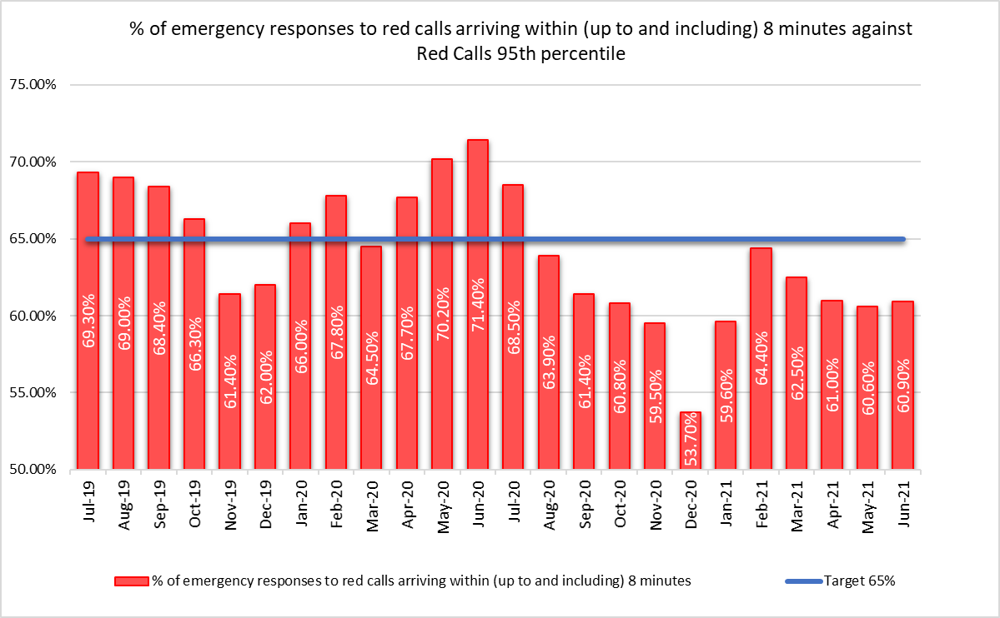 % of emergency responses to red calls arriving within (up to and including) 8 minutes against
Red Calls 95th percentile
75.00%
70.00%
65.00%
60.00%
55.00%
50.00%
69.30%
69.00%
68.40%
66.30%
61.40%
62.00%
66.00%
67.80%
64.50%
67.70%
70.20%
71.40%
68.50%
63.90%
61.40%
60.80%
59.50%
53.70%
59.60%
64.40%
62.50%
61.00%
60.60%
60.90%
Jul-19
Aug-19
Sep-19
Oct-19
Nov-19
Dec-19
Jan-20
Feb-20
Mar-20
Apr-20
May-20
Jun-20
Jul-20
Aug-20
Sep-20
Oct-20
Nov-20
Dec-20
Jan-21
Feb-21
Mar-21
Apr-21
May-21
Jun-21
% of emergency responses to red calls arriving within (up to and including) 8 minutes
Target 65%